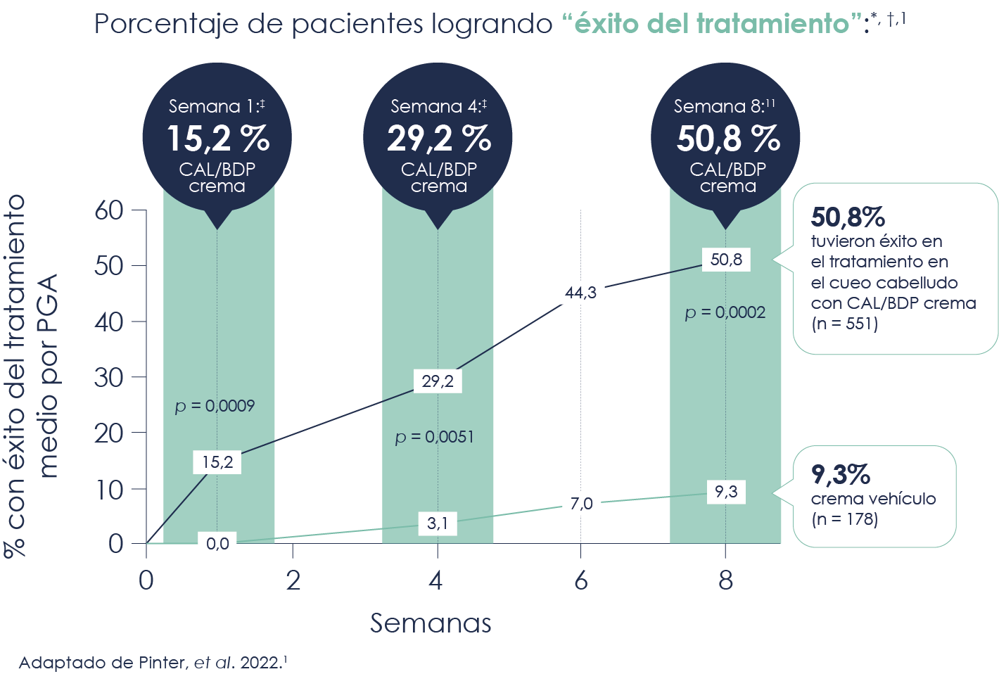 Porcentaje de pacientes logrando “éxito del tratamiento”:*, †,1
Semana 1:‡
15,2 %
CAL/BDP
crema
Semana 4:‡
29,2 %
CAL/BDP
crema
Semana 8:11
50,8 %
CAL/BDP
crema
% con éxito del tratamiento
medio por PGA
60
50
40
30
20
10
0
50,8
44,3
29,2
15,2
p = 0,0009
p = 0,0051
p = 0,0002
0,0
3,1
7,0
9,3
50,8%
tuvieron éxito en
el tratamiento en
el cueo cabelludo
con CAL/BDP crema
(n = 551)
9,3%
crema vehículo
(n = 178)
0
2
4
6
8
Semanas
Adaptado de Pinter, et al. 2022.1